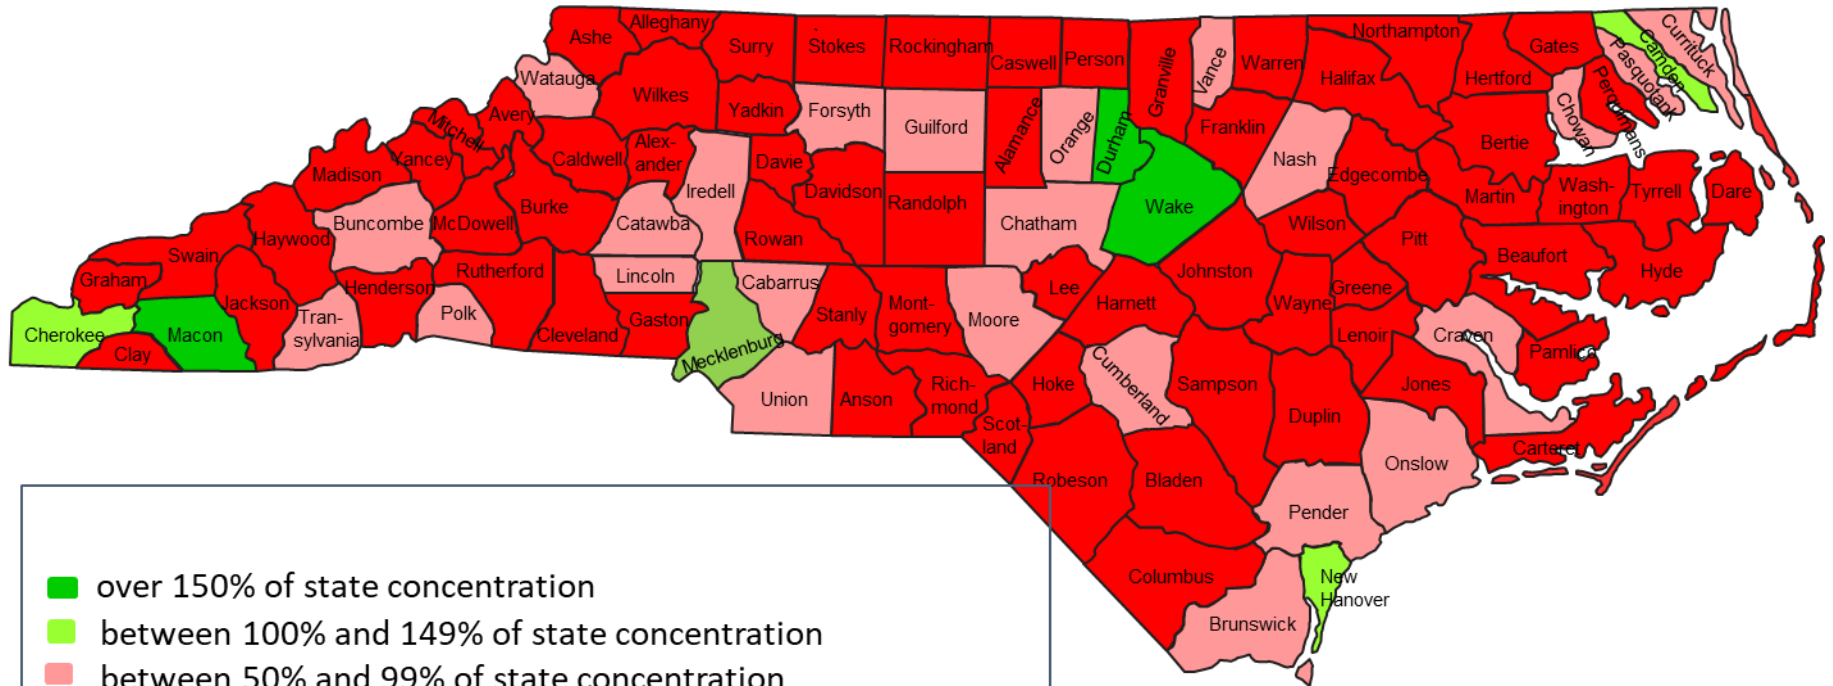 Alleghany
Ashe
Surry
Stokes
Rockingham
Caswell
Person
Granville
Vance
Warren
Northampton
Halifax
Hertford
Gates
Camden
Currituck
Pasquotank
Perquimans
Chowan
Watauga
Wilkes
Yadkin
Forsyth
Guilford
Alamance
Orange
Durham
Franklin
Nash
Edgecombe
Bertie
Mitchell
Avery
Yancey
Caldwell
Alex-
ander
Iredell
Davie
Davidson
Randolph
Chatham
Wake
Wilson
Martin
Wash-
ington
Tyrrell
Dare
Madison
Buncombe
McDowell
Burke
Catawba
Rowan
Johnston
Pitt
Beaufort
Hyde
Haywood
Swain
Graham
Jackson
Henderson
Rutherford
Lincoln
Cabarrus
Lee
Harnett
Wayne
Greene
Cherokee
Macon
Clay
Tran-
sylvania
Polk
Cleveland
Gaston
Mecklenburg
Stanly
Mont-
gomery
Moore
Lenoir
Craven
Pamlico
Union
Anson
Rich-
mond
Scot-
land
Hoke
Cumberland
Sampson
Duplin
Jones
Onslow
Carteret
Robeson
Bladen
Pender
Columbus
Brunswick
New
Hanover
over 150% of state concentration
between 100% and 149% of state concentration
between 50% and 99% of state concentration